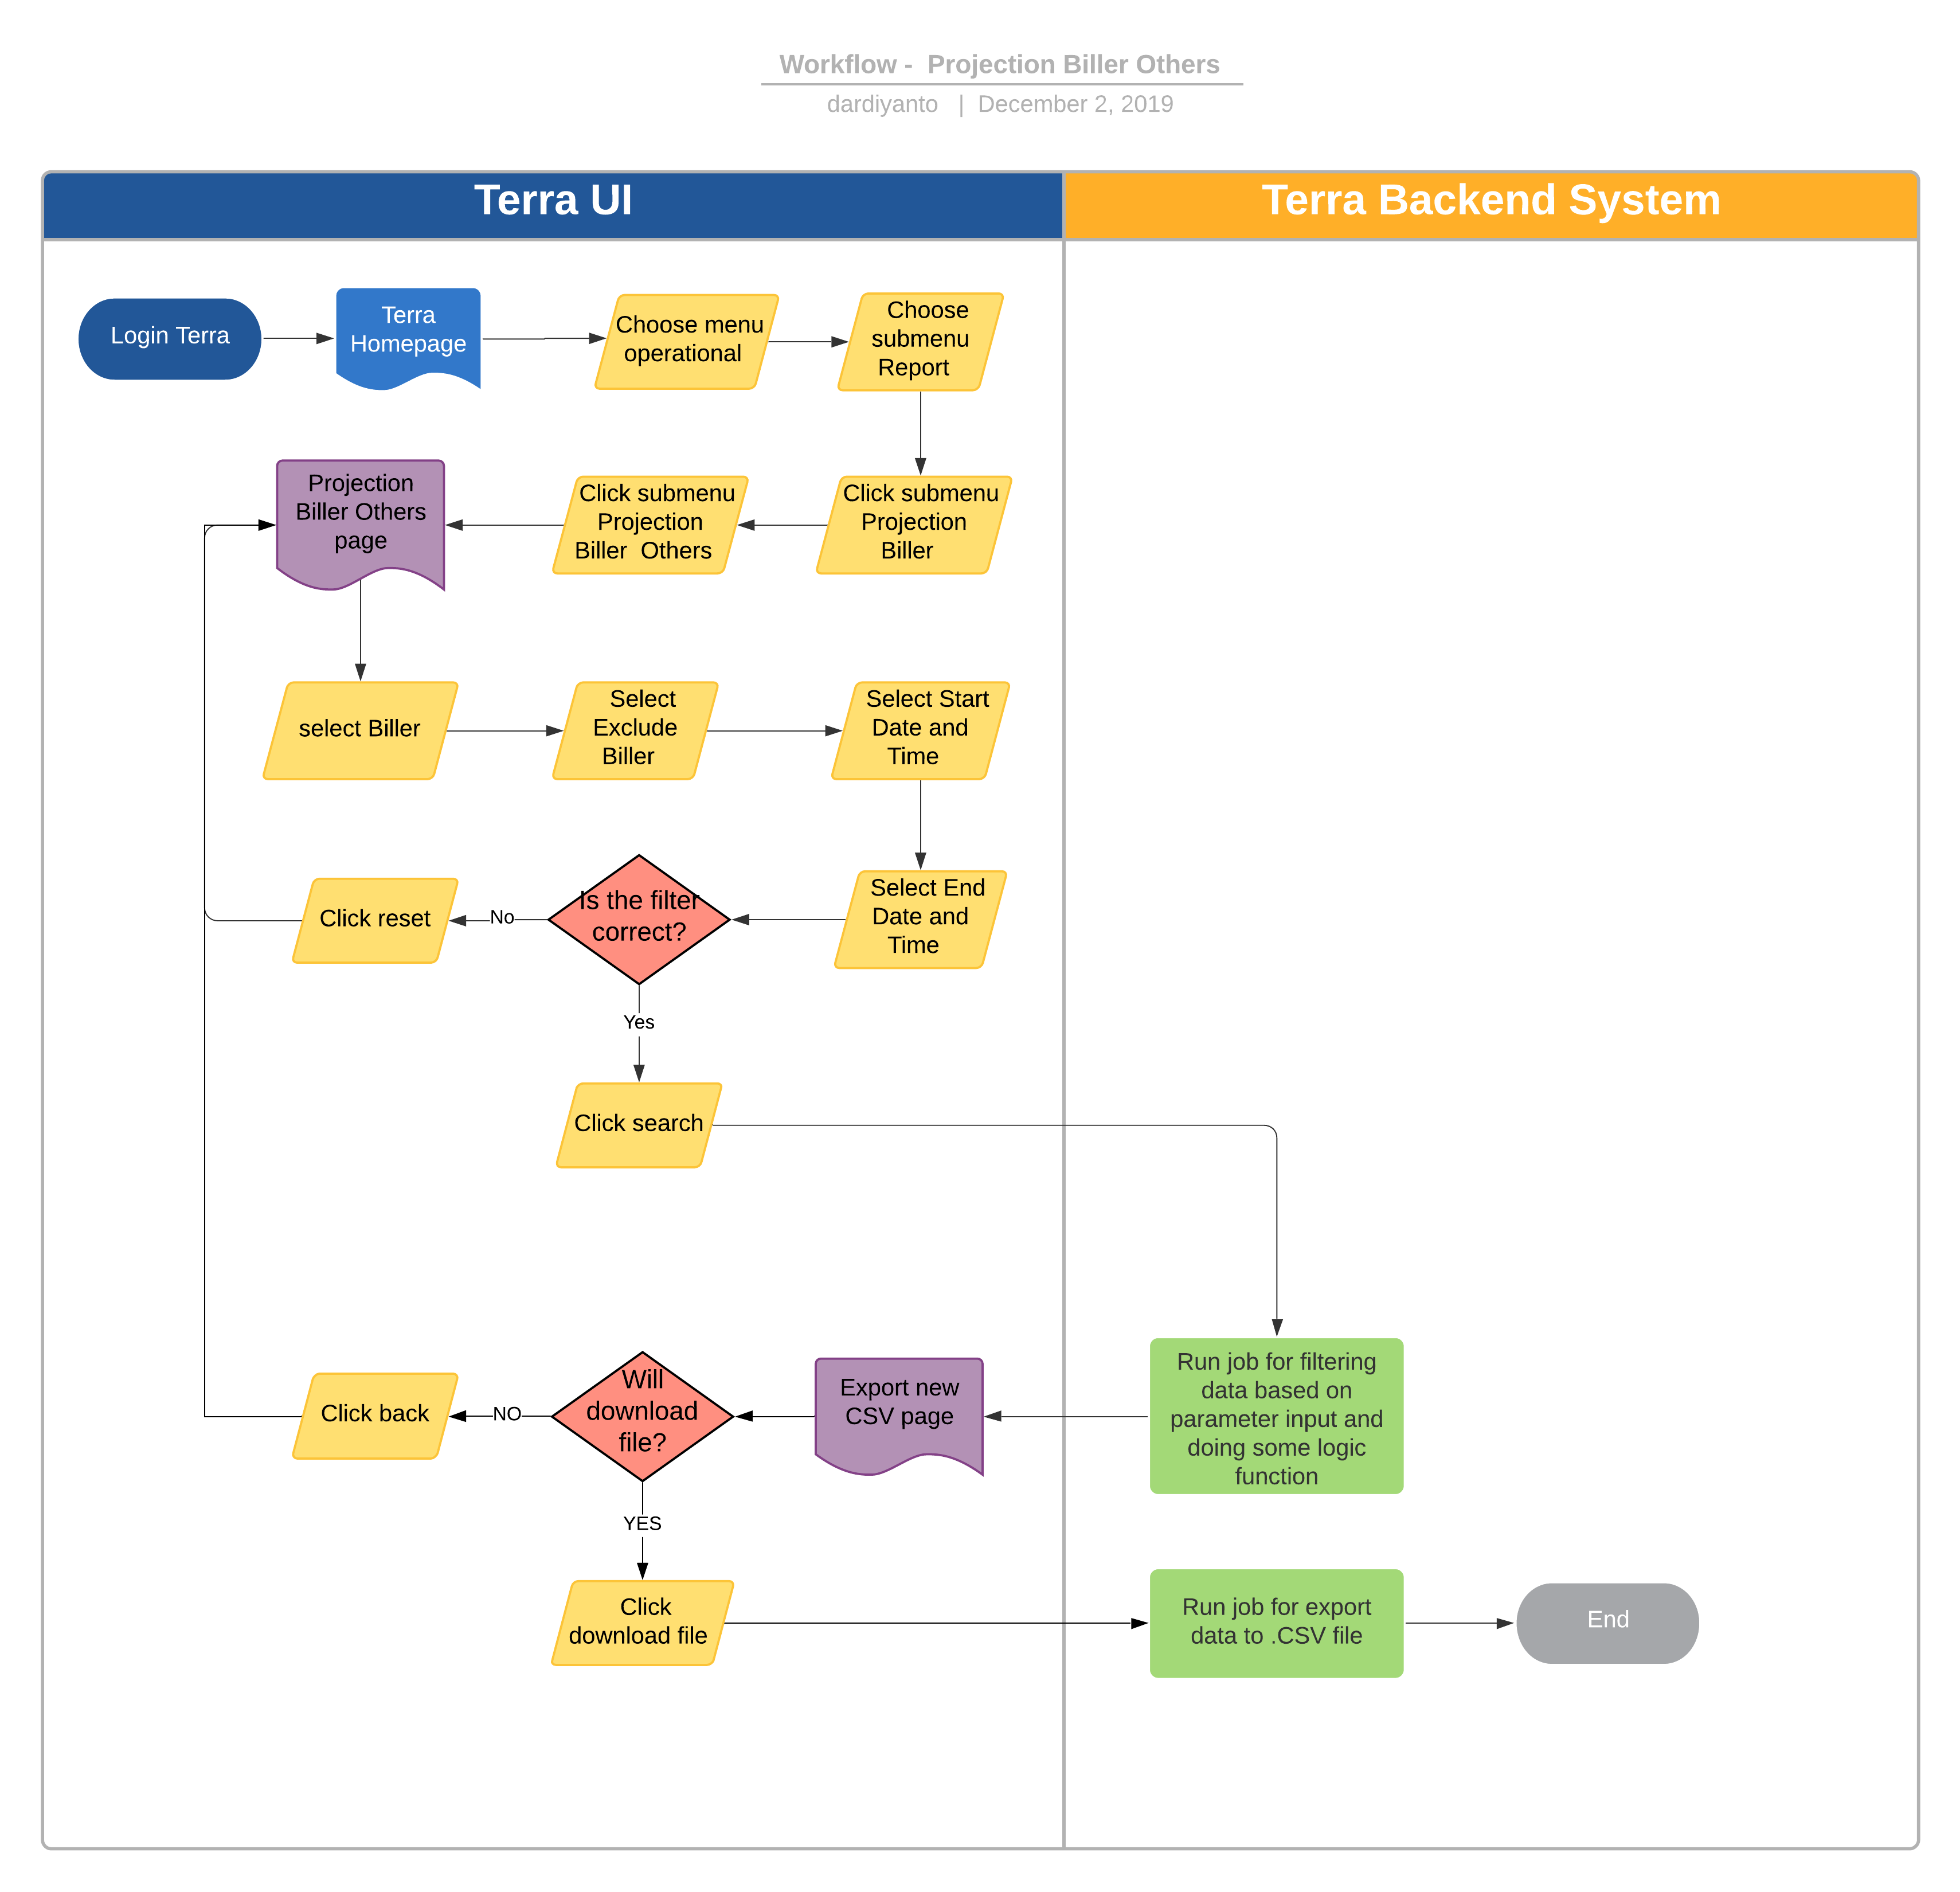 Workflow - Projection Biller Others
dardiyanto | December 2, 2019
Terra UI
Terra Backend System
Login Terra
Terra
Homepage
Choose menu
operational
Choose
submenu
Report
Projection
Biller Others
page
Click submenu
Projection
Biller Others
Click submenu
Projection
Biller
select Biller
Select
Exclude
Biller
Select Start
Date and
Time
Click reset
No
Is the filter
correct?
Select End
Date and
Time
Yes
Click search
Click back
NO
Will
download
file?
Export new
CSV page
Run job for filtering
data based on
parameter input and
doing some logic
function
YES
Click
download file
Run job for export
data to .CSV file
End